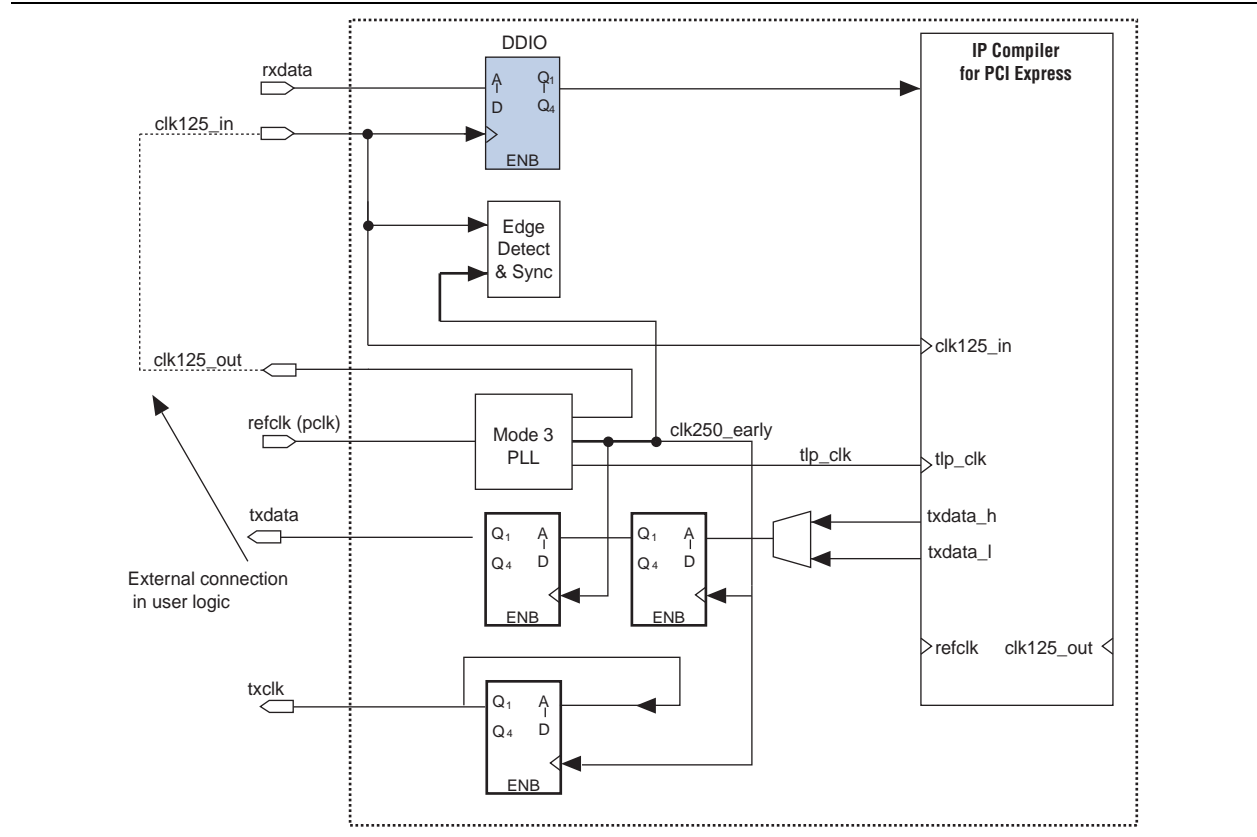 DDIO
IP Compiler
for PCI Express
rxdata
A
D
Q1
Q4
ENB
clk125_in
Edge
Detect
& Sync
clk125_in
clk125_out
refclk (pclk)
Mode 3
PLL
clk250_early
tlp_clk
tlp_clk
txdata
Q1
Q4
A
D
ENB
Q1
Q4
A
D
ENB
txdata_h
txdata_l
External connection
in user logic
refclk
clk125_out
txclk
Q1
Q4
A
D
ENB